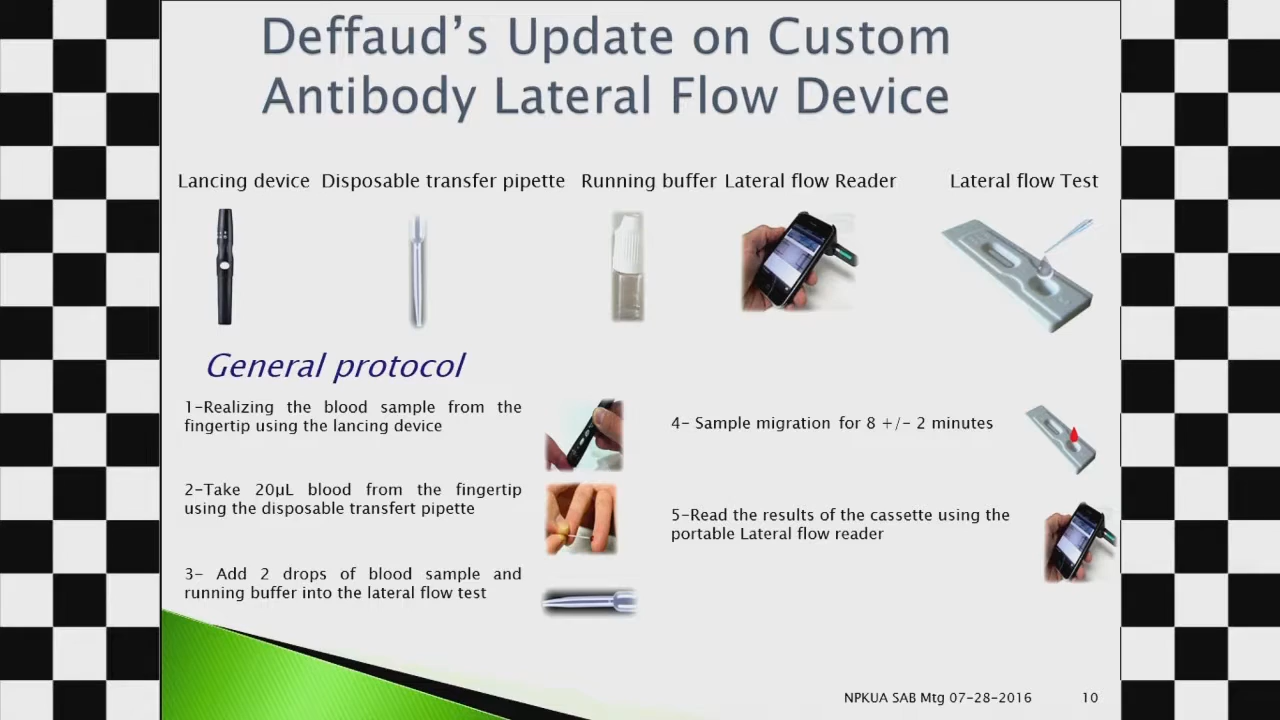 Deffaud's Update on Custom
Antibody Lateral Flow Device
Lancing device Disposable transfer pipette Running buffer Lateral flow Reader Lateral flow Test
General protocol
1-Realizing the blood sample from the
fingertip using the lancing device
2-Take 20µL blood from the fingertip
using the disposable transfert pipette
3- Add 2 drops of blood sample and
running buffer into the lateral flow test
4- Sample migration for 8 +/- 2 minutes
5-Read the results of the cassette using the
portable Lateral flow reader
NPKUA SAB Mtg 07-28-2016 10